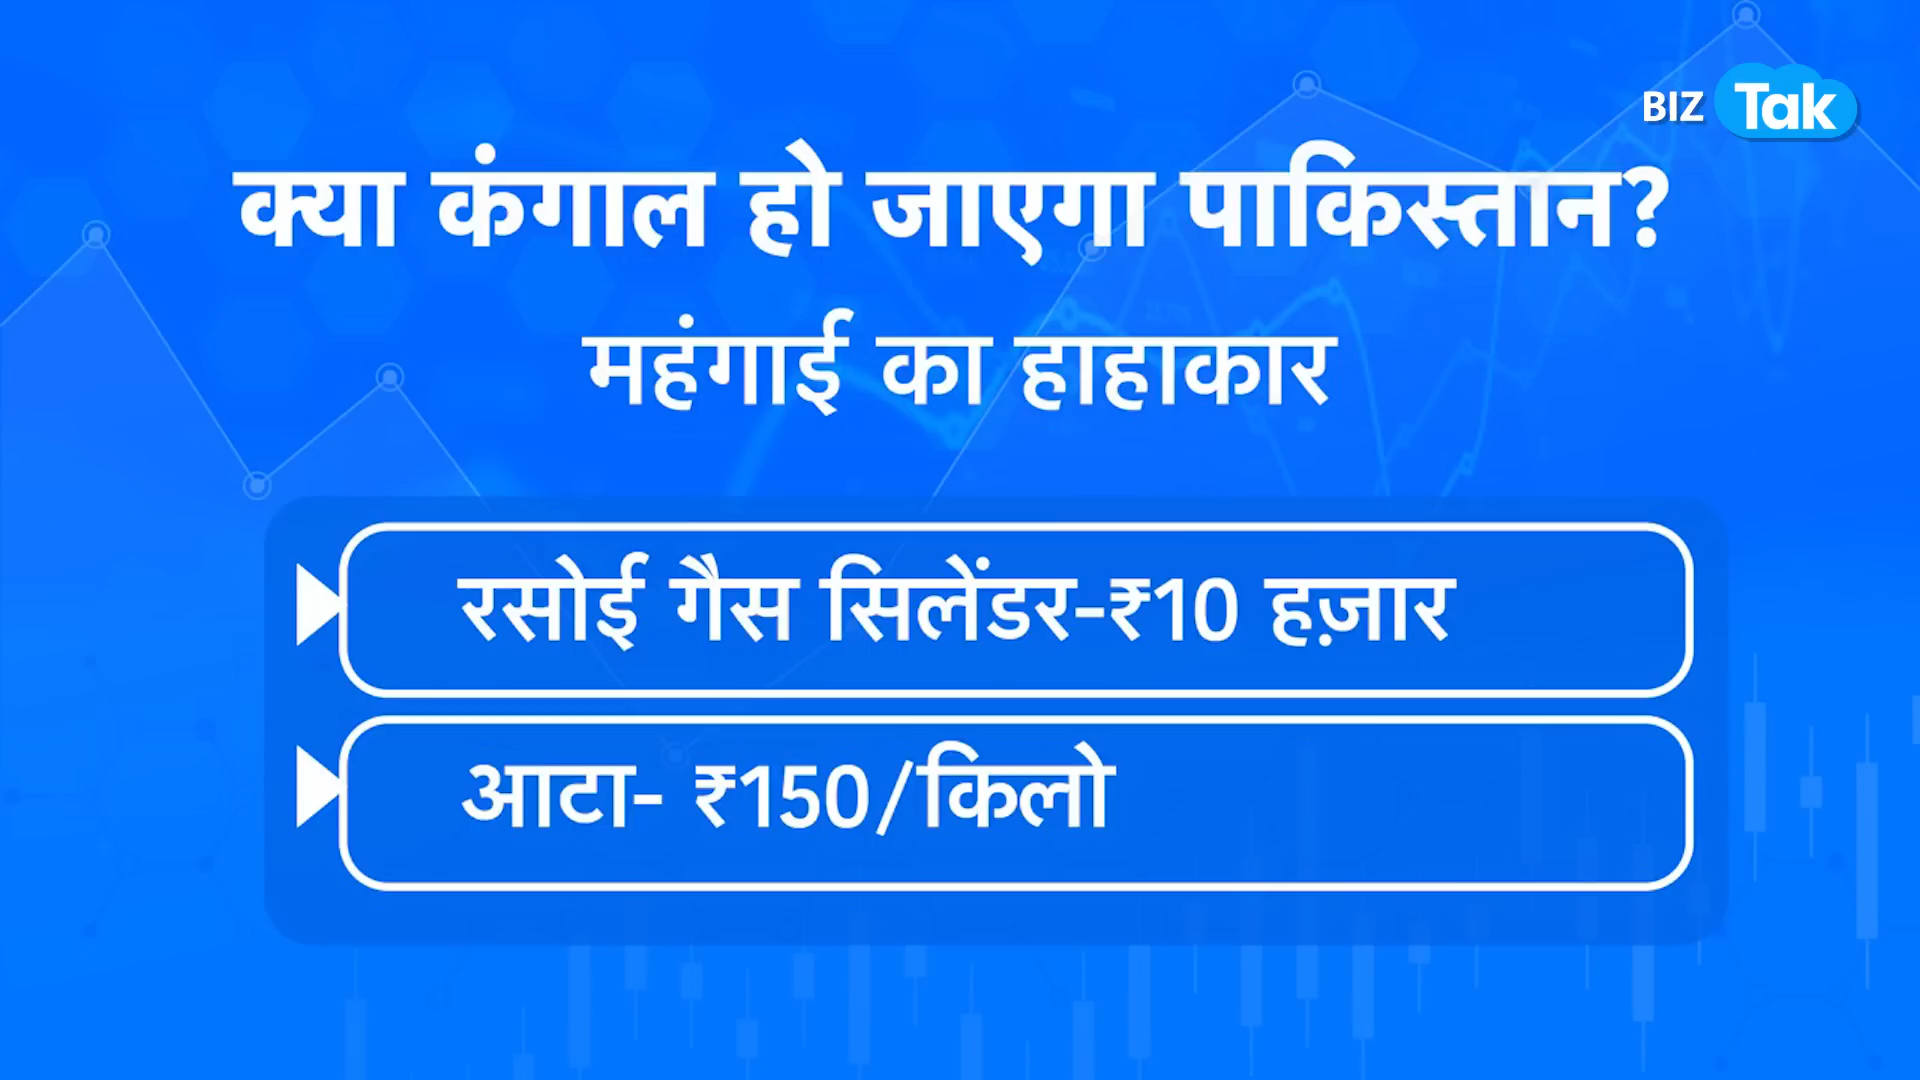 BIZ Tak
क्या कंगाल हो जाएगा पाकिस्तान?
महंगाई का हाहाकार
रसोई गैस सिलेंडर-₹10 हज़ार
आटा- ₹150/किलो